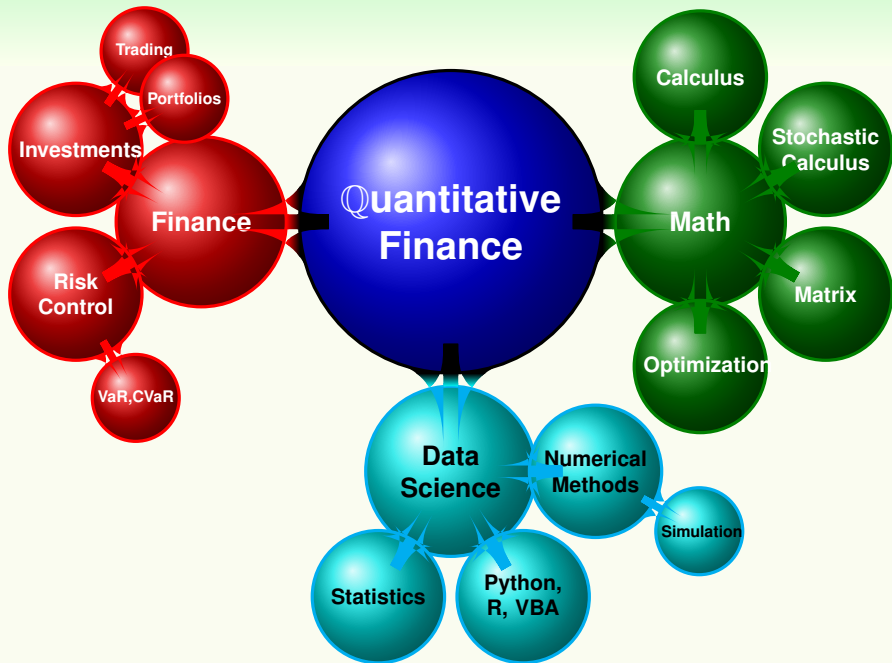 Trading
Portfolios
Investments
Finance
Risk
Control
VaR,CVaR
ℚuantitative
Finance
Calculus
Stochastic
Calculus
Math
Matrix
Optimization
Data
Science
Numerical
Methods
Simulation
Statistics
Python,
R, VBA